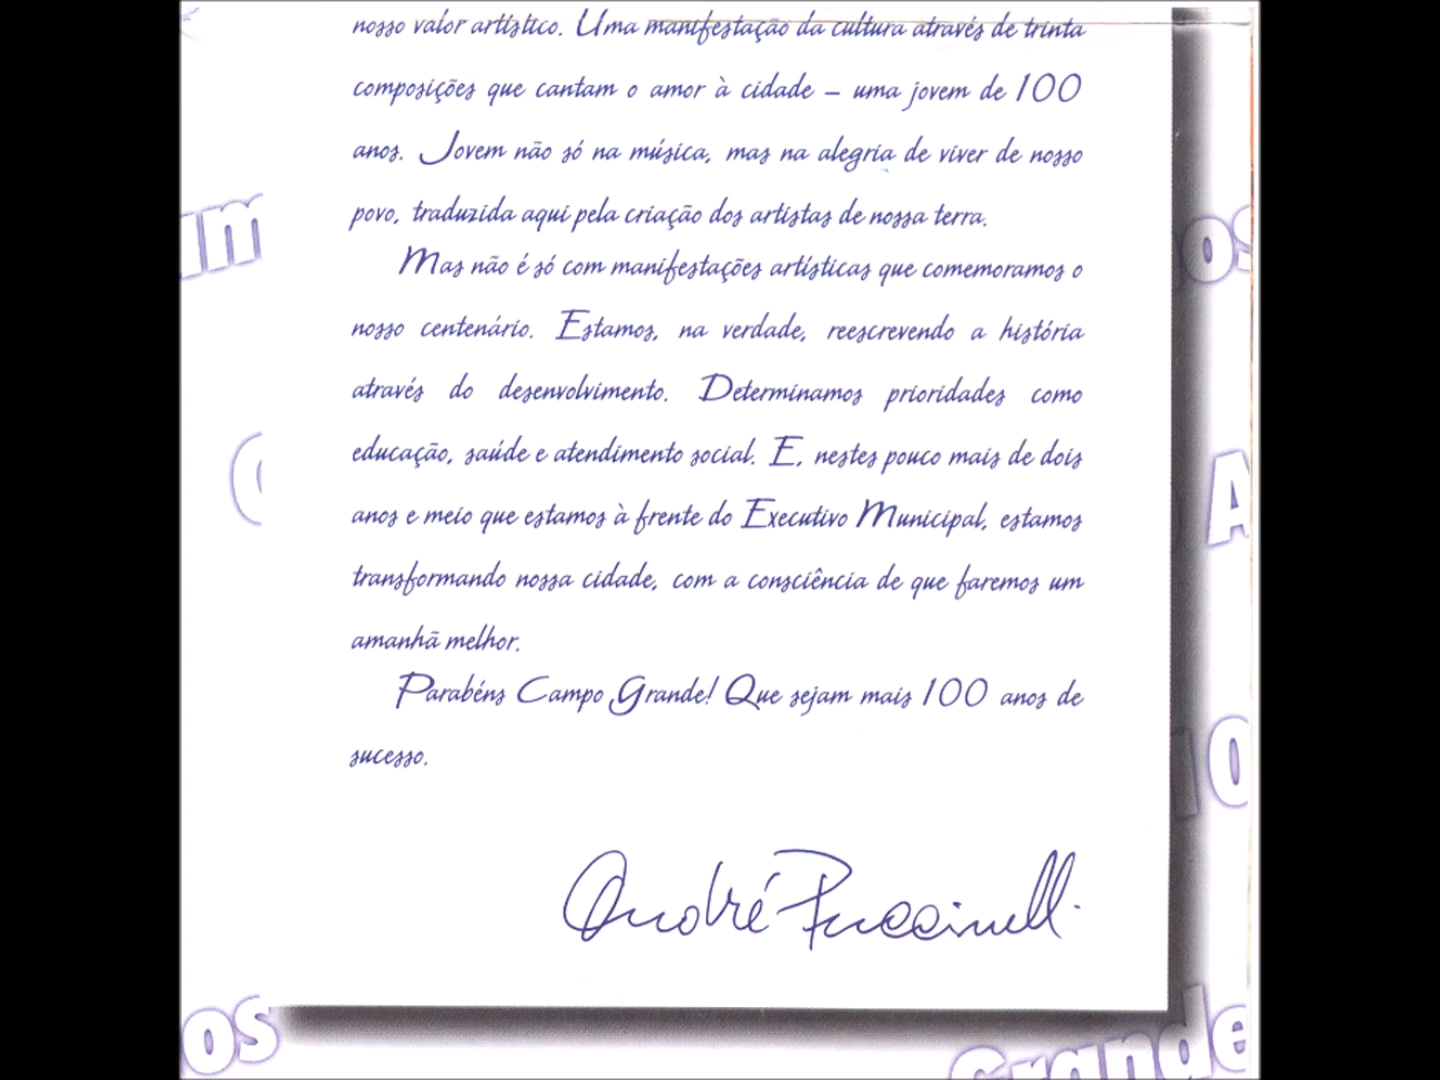 nosso valor artístico. Uma manifestação da cultura através de trinta
composições que cantam o amor à cidade – uma jovem de 100
anos. Jovem não só na música, mas na alegria de viver de nosso
povo, traduzida aqui pela criação dos artistas de nossa terra.
Mas não é só com manifestações artísticas que comemoramos o
nosso centenário. Estamos, na verdade, reescrevendo a história
através do desenvolvimento. Determinamos prioridades como
educação, saúde e atendimento social. E, nestes pouco mais de dois
anos e meio que estamos à frente do Executivo Municipal, estamos
transformando nossa cidade, com a consciência de que faremos um
amanhã melhor.
Parabéns Campo Grande! Que sejam mais 100 anos de
sucesso.
André Puccinelli
um
os
A
10
os
Grande